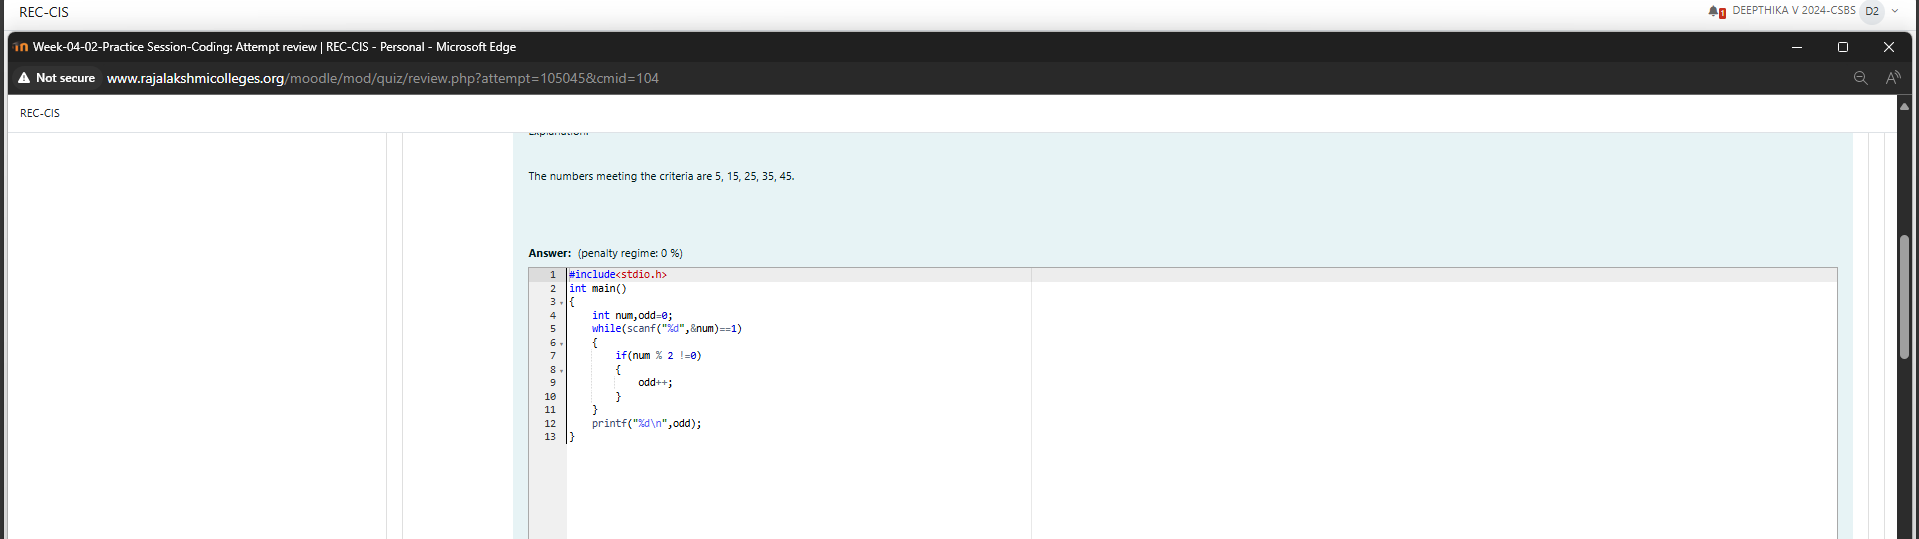 REC-CIS
1
DEEPTHIKA V 2024-CSBS D2
Week-04-02-Practice Session-Coding: Attempt review | REC-CIS - Personal - Microsoft Edge
Not secure www.rajalakshmicolleges.org/moodle/mod/quiz/review.php?attempt=105045&cmid=104
REC-CIS
The numbers meeting the criteria are 5, 15, 25, 35, 45.
Answer: (penalty regime: 0 %)
1 #include<stdio.h>
2 int main()
3 {
4 int num,odd=0;
5 while(scanf("%d",&num)==1)
6 {
7 if(num % 2 !=0)
8 {
9 odd++;
10 }
11 }
12 printf("%d\n",odd);
13 }